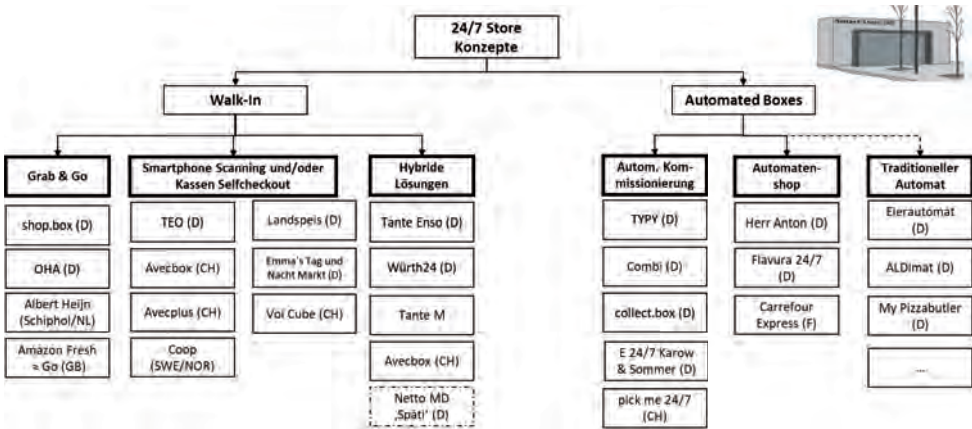 24/7 Store
Konzepte
Walk-In
Automated Boxes
Grab & Go
Smartphone Scanning und/oder
Kassen Selfcheckout
Hybride
Lösungen
Autom. Kom-
missionierung
Automaten-
shop
Traditioneller
Automat
shop.box (D)
OHA (D)
Albert Heijn
(Schiphol/NL)
Amazon Fresh
= Go (GB)
TEO (D)
Avecbox (CH)
Avecplus (CH)
Coop
(SWE/NOR)
Landspeis (D)
Emma's Tag und
Nacht Markt (D)
Voi Cube (CH)
Tante Enso (D)
Würth24 (D)
Tante M
Avecbox (CH)
Netto MD
‚Späti' (D)
TYPY (D)
Combi (D)
collect.box (D)
E 24/7 Karow
& Sommer (D)
pick me 24/7
(CH)
Herr Anton (D)
Flavura 24/7
(D)
Carrefour
Express (F)
Eierautomat
(D)
ALDImat (D)
My Pizzabutler
(D)
....